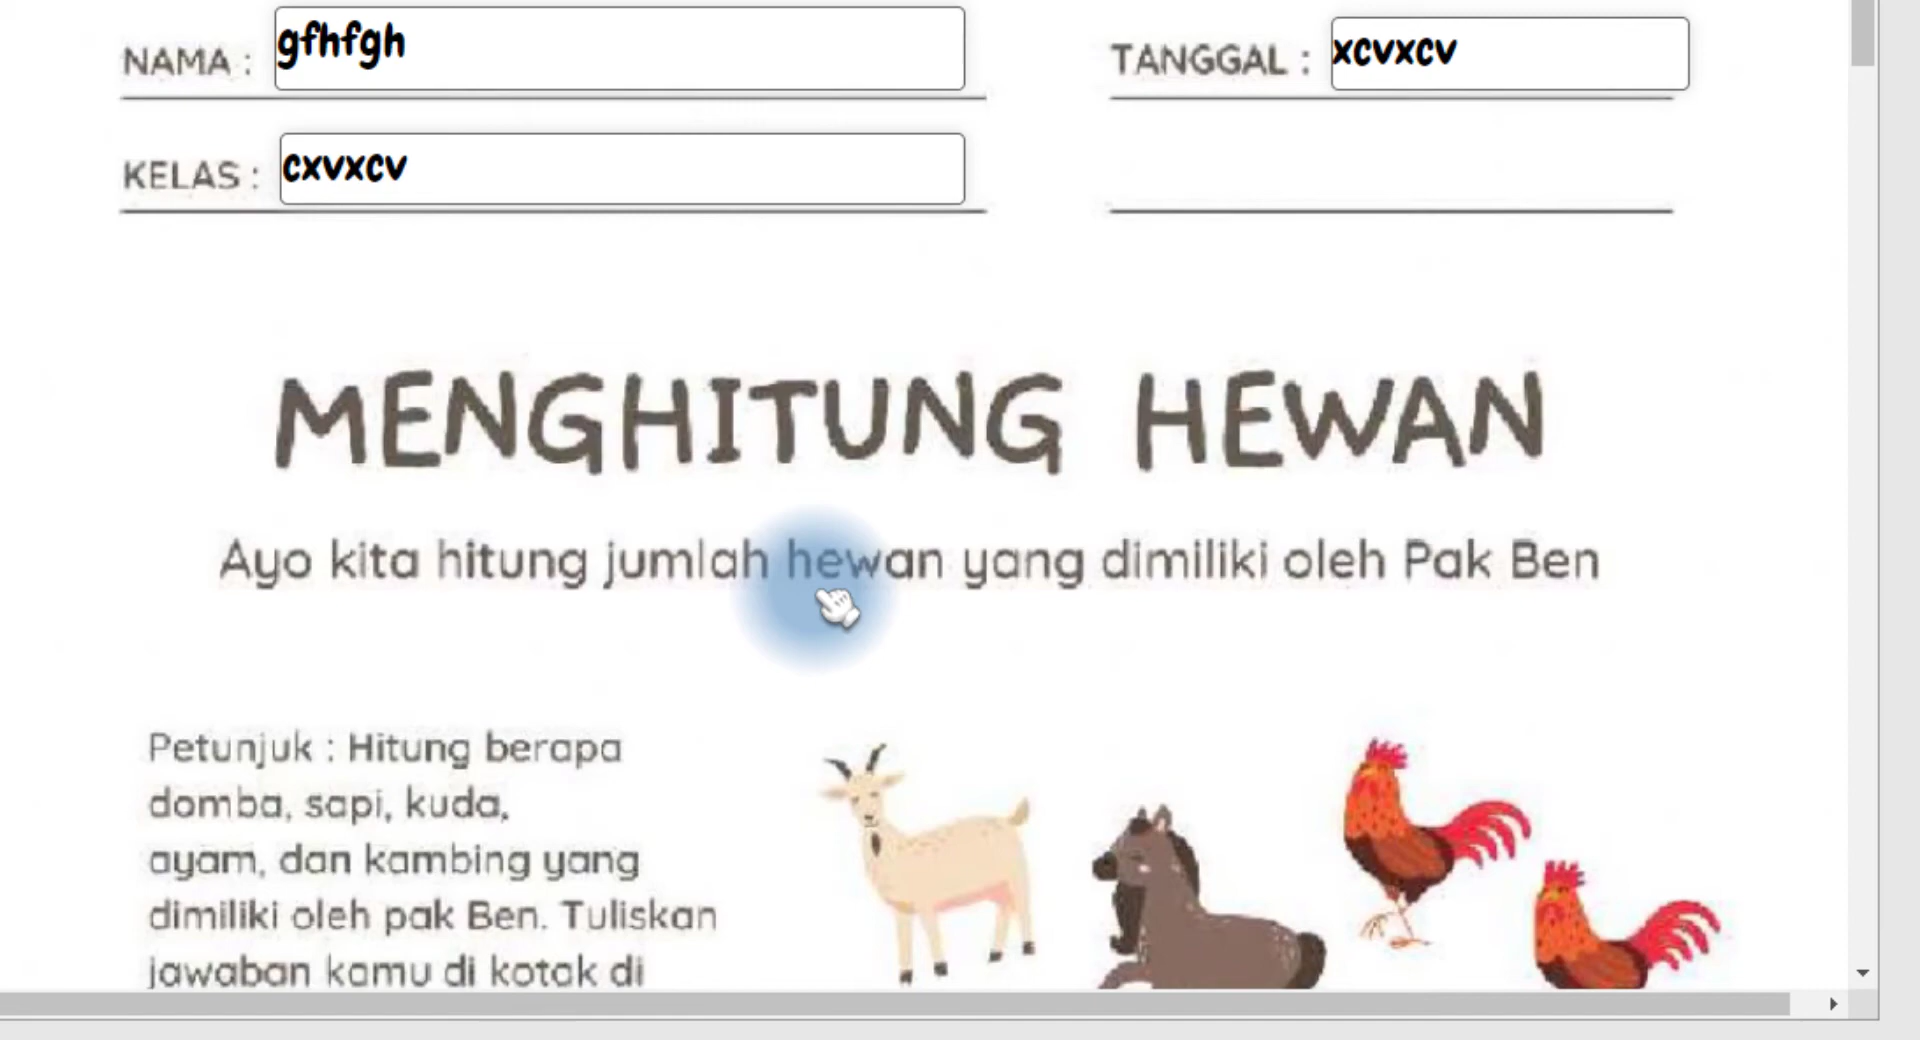 NAMA : gfhfgh
TANGGAL : xcvxcv
KELAS : cxvxcv
MENGHITUNG HEWAN
Ayo kita hitung jumlah hewan yang dimiliki oleh Pak Ben
Petunjuk : Hitung berapa
domba, sapi, kuda,
ayam, dan kambing yang
dimiliki oleh pak Ben. Tuliskan
jawaban kamu di kotak di